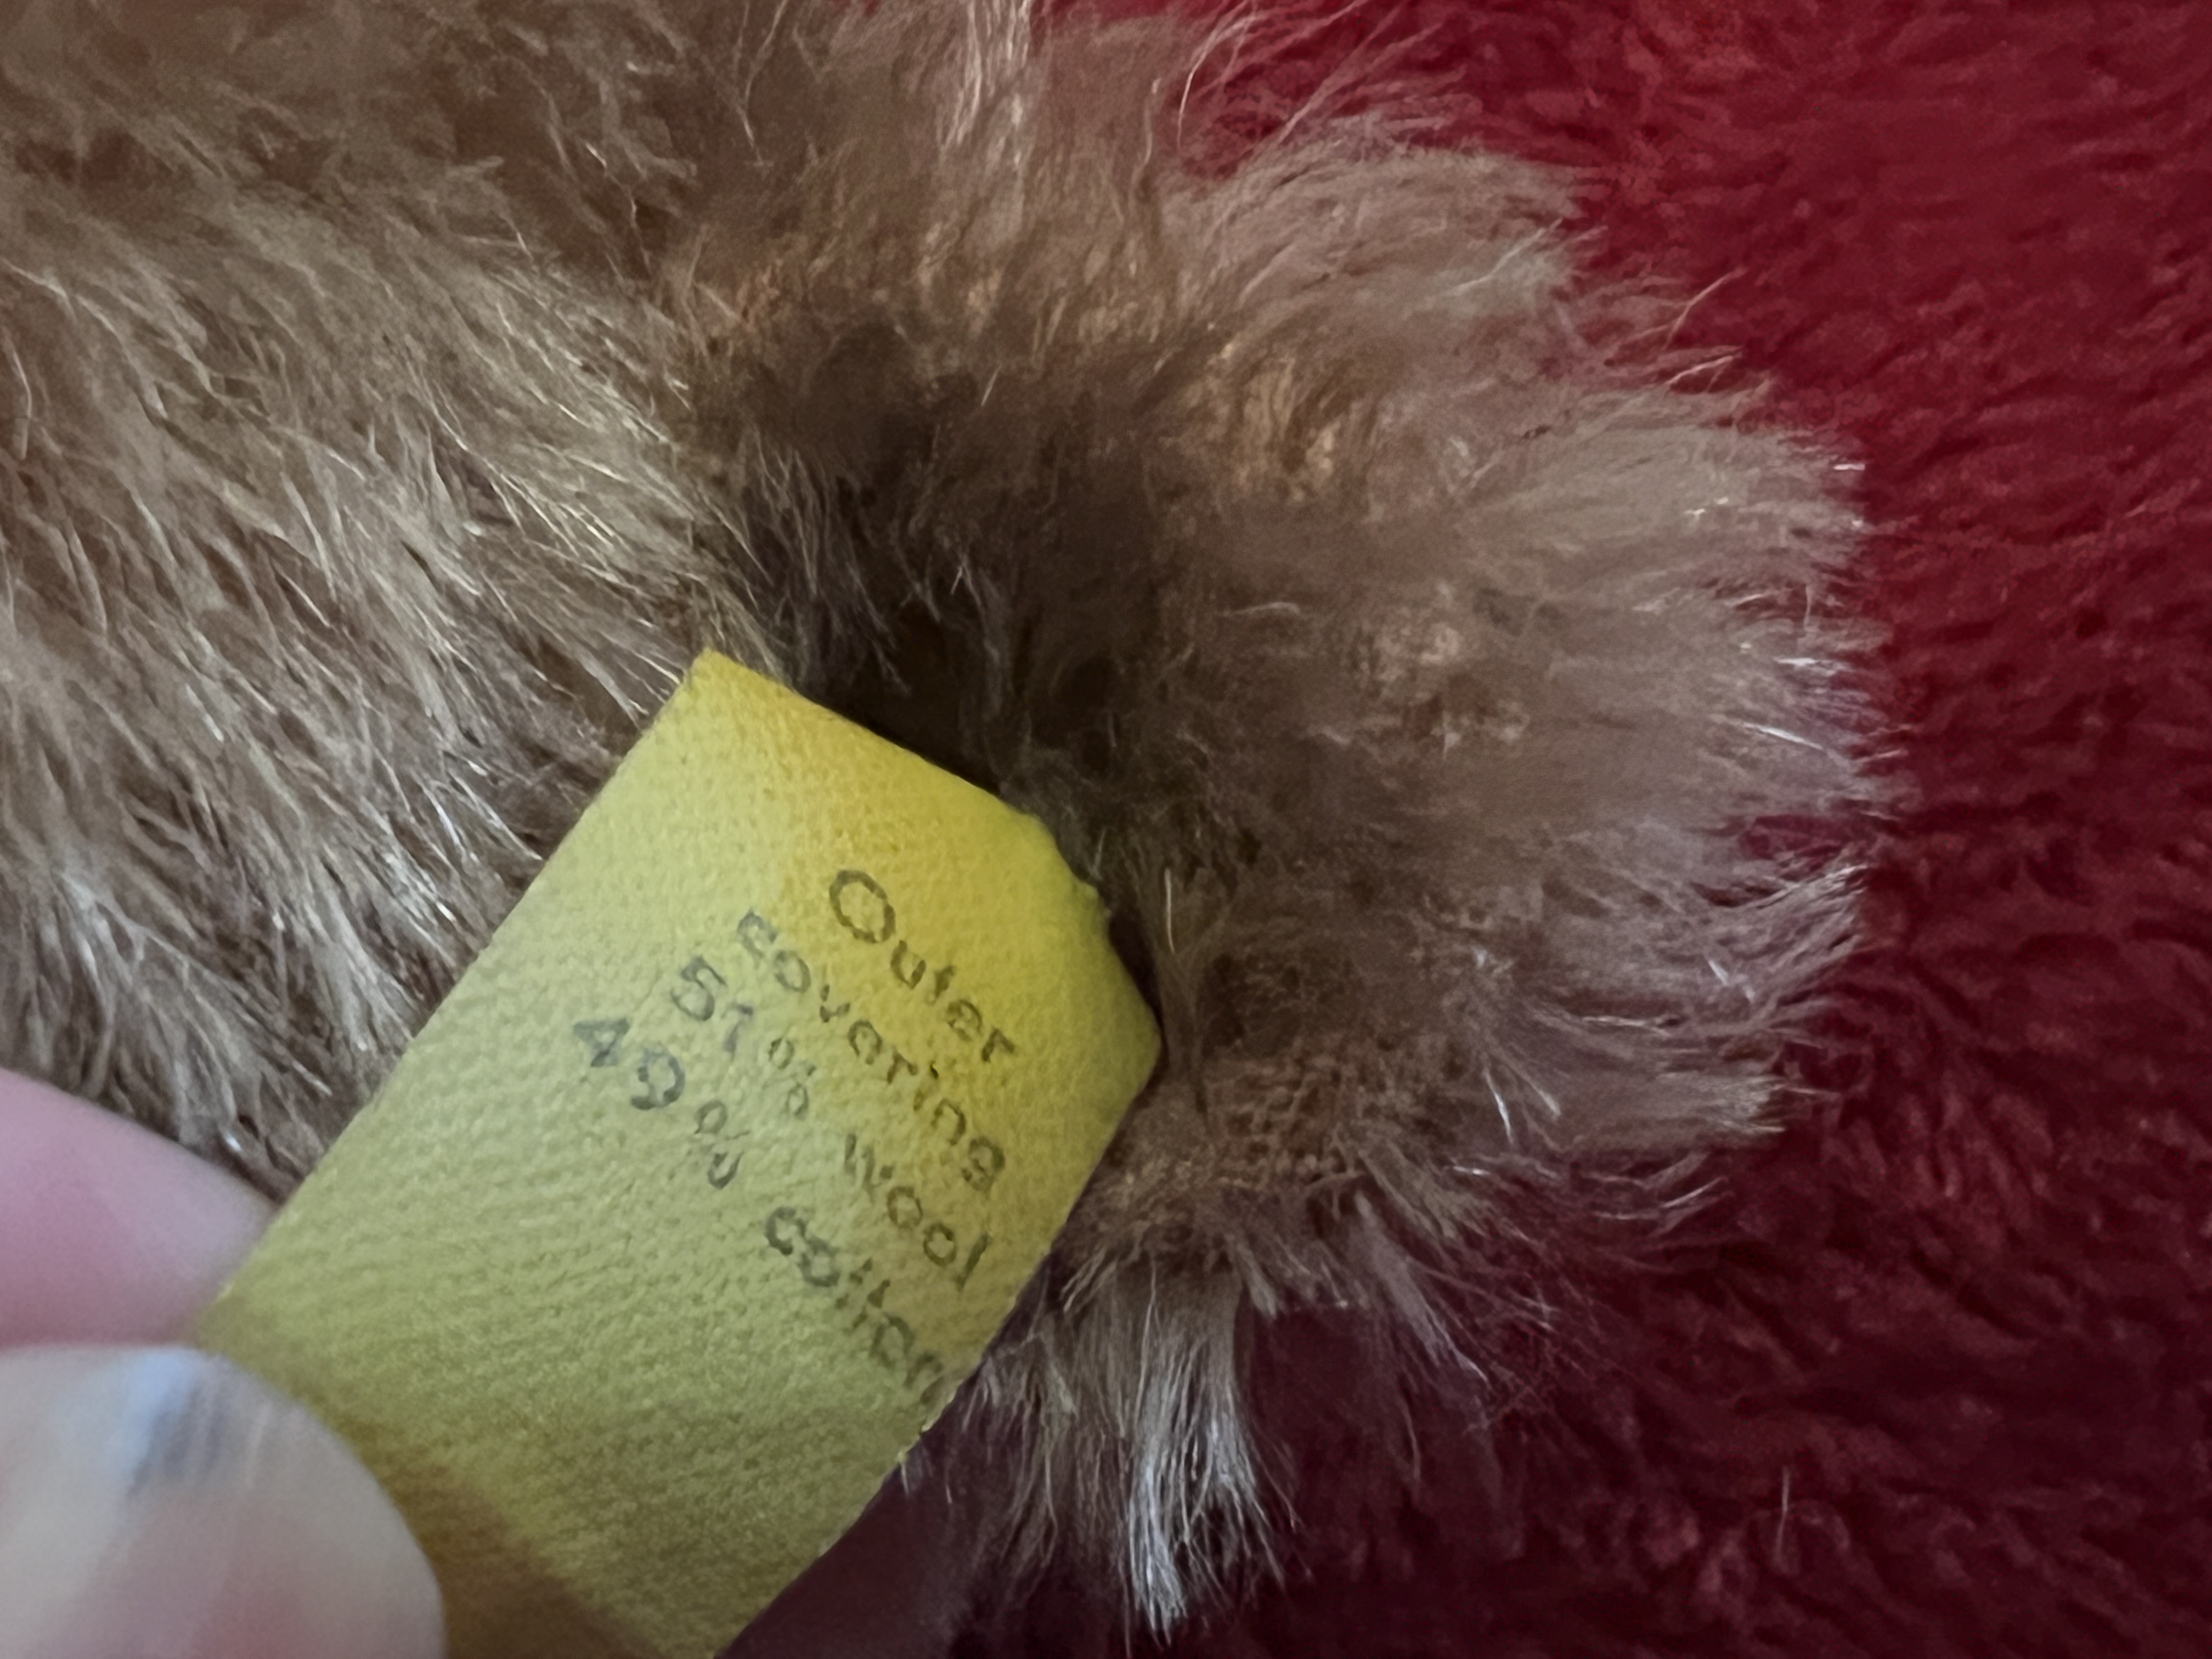 Outer
covering
51% wool
49% cotton